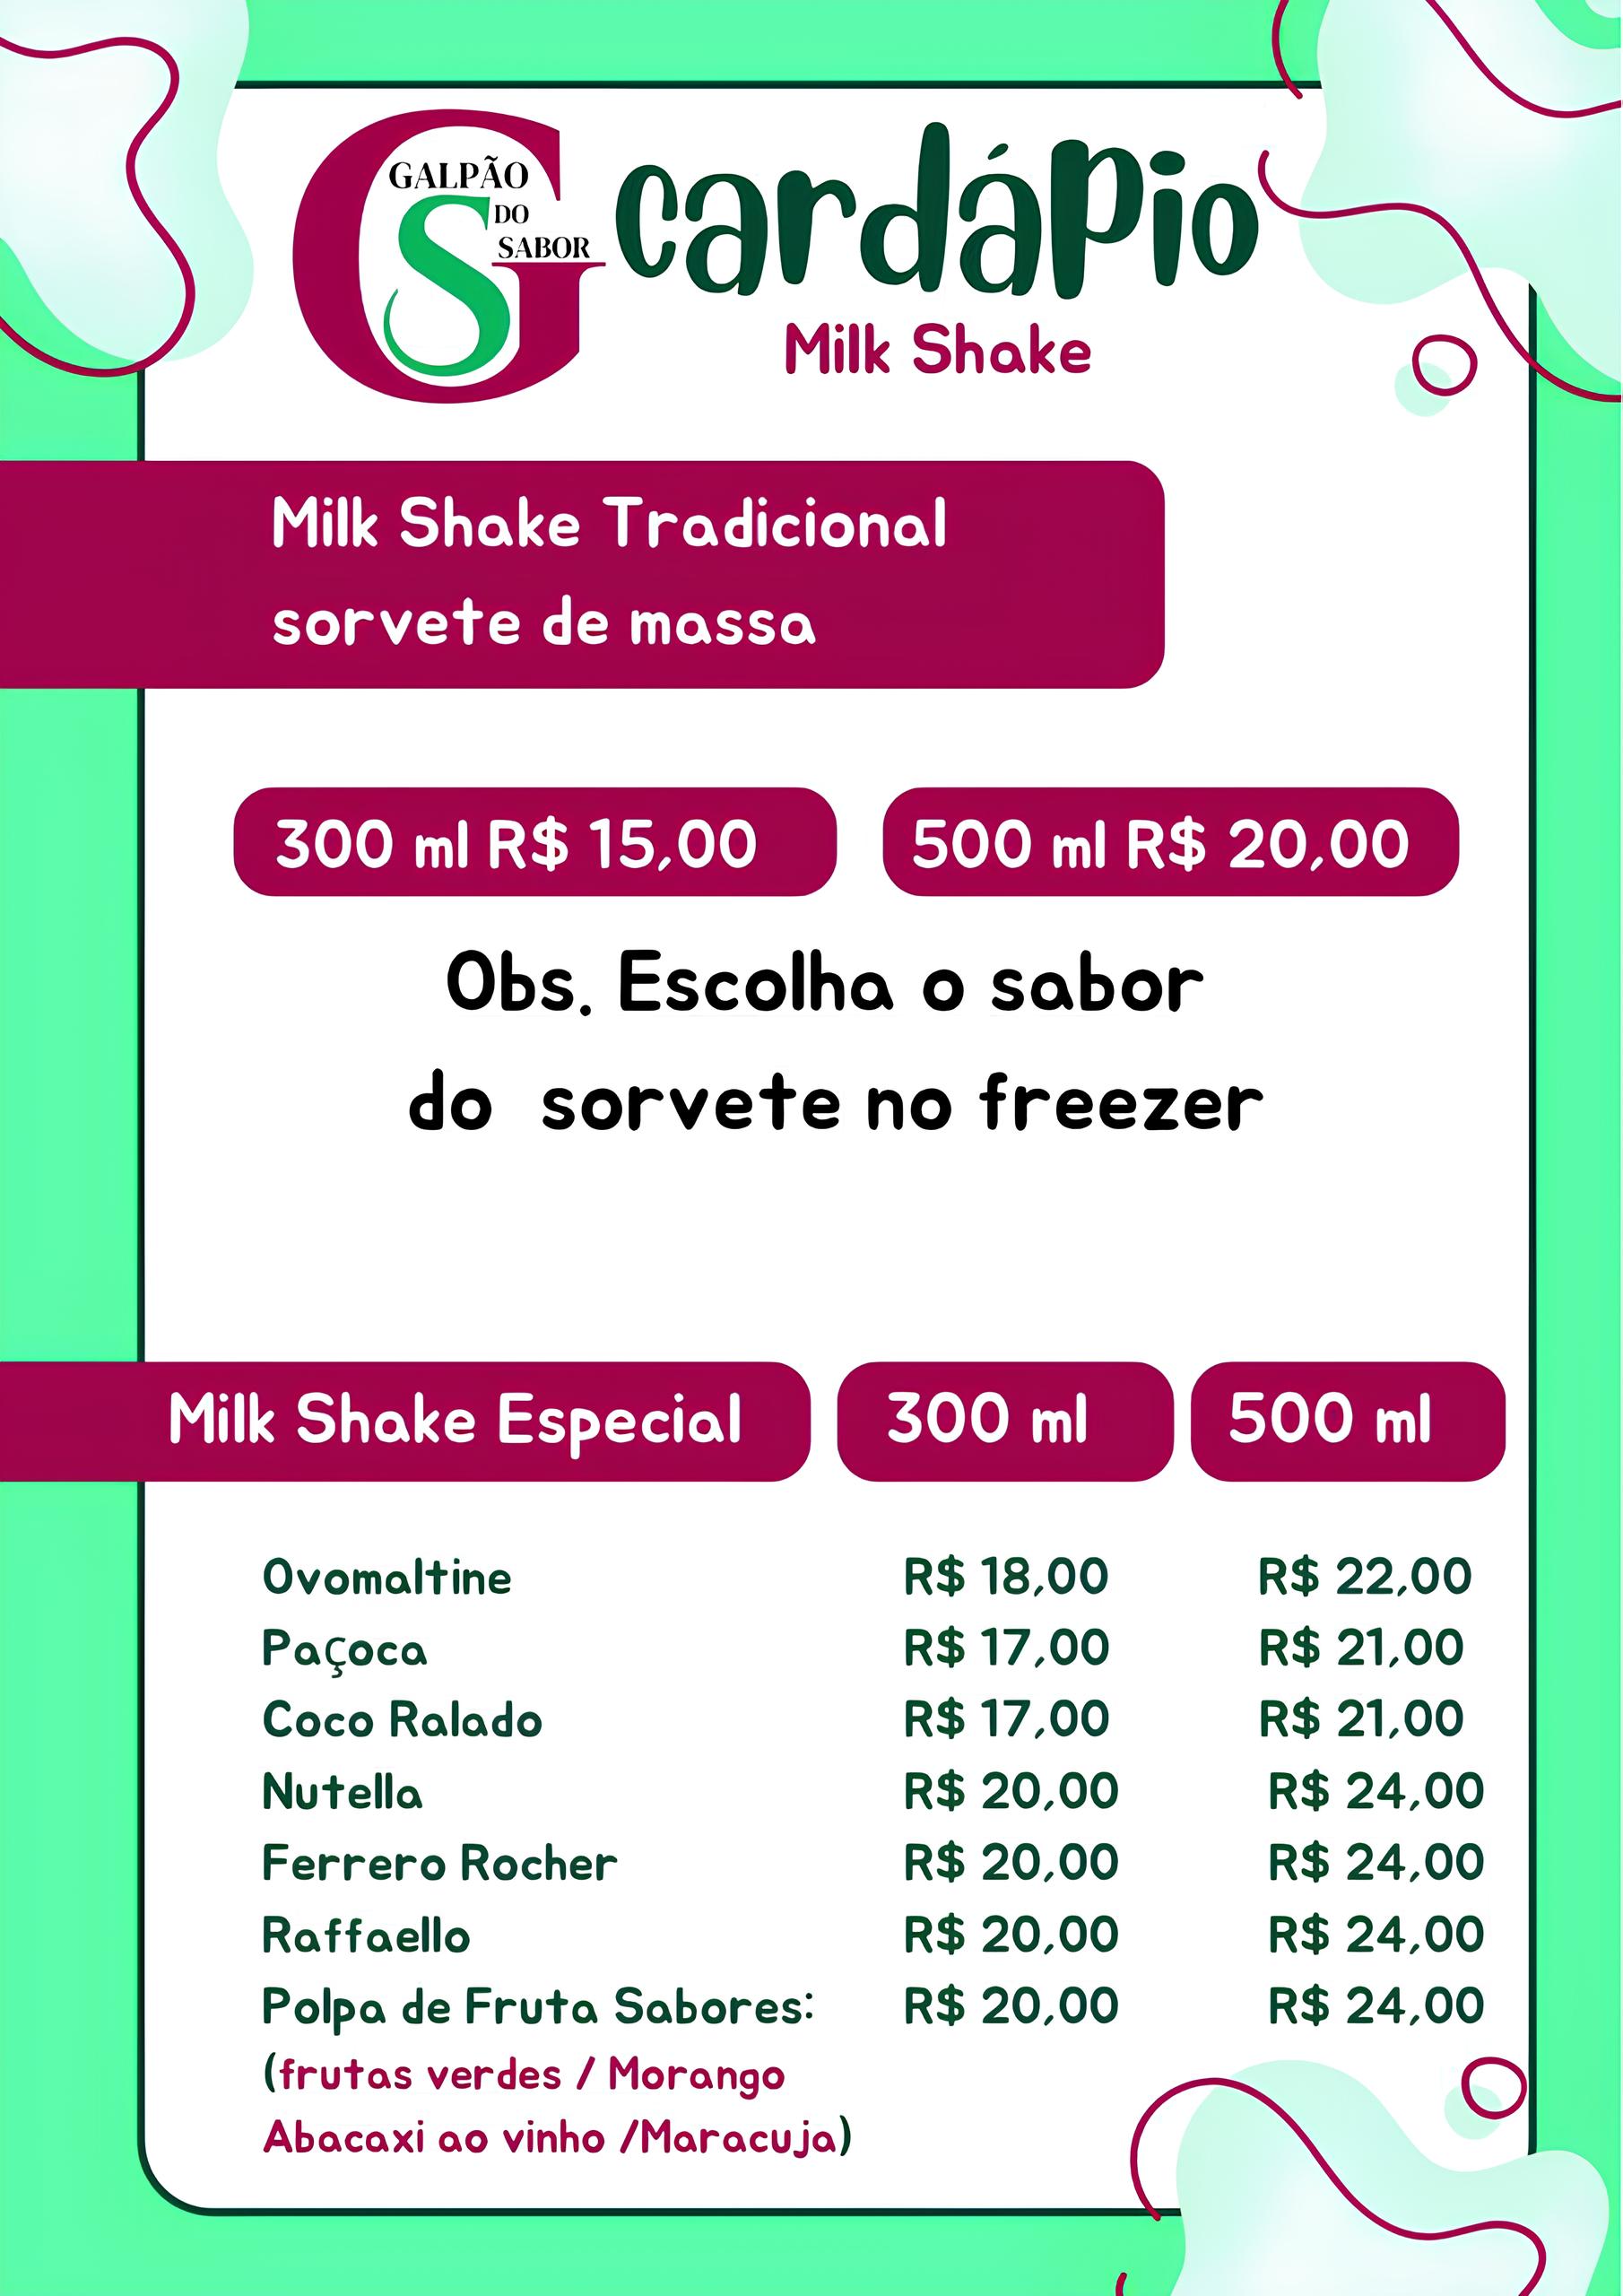 GALPÃO
DO
SABOR
cardápio
Milk Shake
Milk Shake Tradicional
sorvete de massa
300 ml R$ 15,00 500 ml R$ 20,00
Obs. Escolha o sabor
do sorvete no freezer
Milk Shake Especial 300 ml 500 ml
Ovomaltine R$ 18,00 R$ 22,00
Paçoca R$ 17,00 R$ 21,00
Coco Ralado R$ 17,00 R$ 21,00
Nutella R$ 20,00 R$ 24,00
Ferrero Rocher R$ 20,00 R$ 24,00
Raffaello R$ 20,00 R$ 24,00
Polpa de Fruta Sabores: R$ 20,00 R$ 24,00
(frutas verdes / Morango
Abacaxi ao vinho /Maracuja)